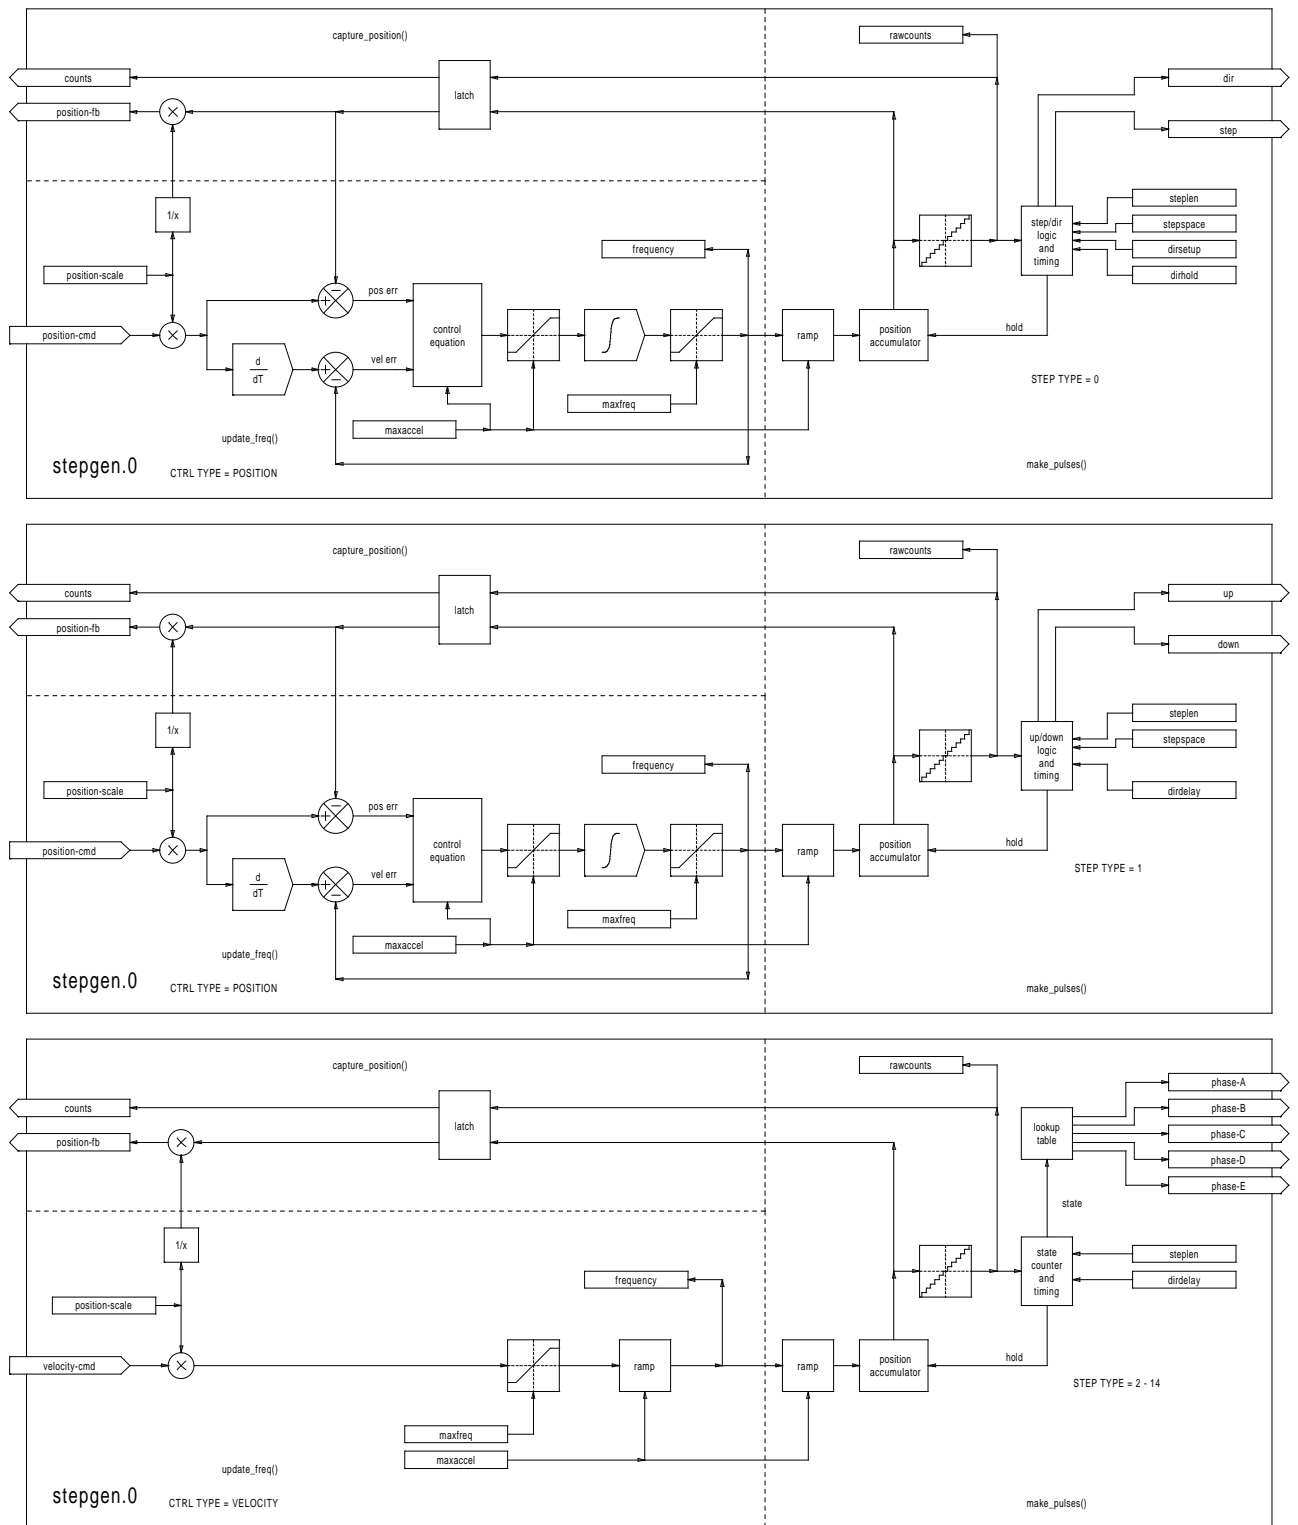 capture_position()
rawcounts
counts
latch
dir
position-fb
step
1/x
steplen
stepspace
step/dir
logic
and
timing
frequency
dirsetup
position-scale
dirhold
pos err
control
equation
ramp
position
accumulator
hold
position-cmd
d
dT
vel err
STEP TYPE = 0
maxfreq
maxaccel
update_freq()
stepgen.0
CTRL TYPE = POSITION
make_pulses()
capture_position()
rawcounts
counts
latch
up
position-fb
down
1/x
steplen
stepspace
up/down
logic
and
timing
frequency
position-scale
dirdelay
pos err
control
equation
ramp
position
accumulator
hold
position-cmd
d
dT
vel err
STEP TYPE = 1
maxfreq
maxaccel
update_freq()
stepgen.0
CTRL TYPE = POSITION
make_pulses()
capture_position()
rawcounts
phase-A
counts
latch
phase-B
lookup
table
phase-C
position-fb
phase-D
phase-E
state
1/x
state
counter
and
timing
steplen
frequency
dirdelay
position-scale
velocity-cmd
ramp
ramp
position
accumulator
hold
STEP TYPE = 2 - 14
maxfreq
maxaccel
update_freq()
stepgen.0
CTRL TYPE = VELOCITY
make_pulses()